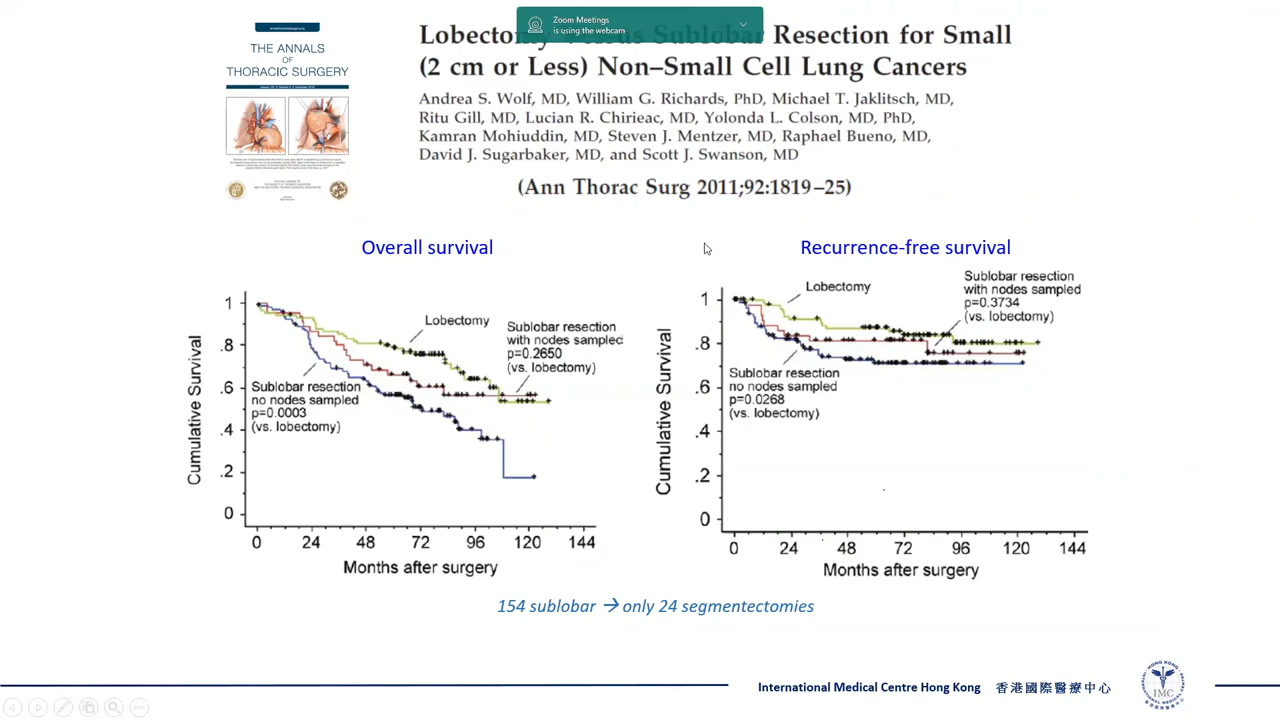 Zoom Meetings
is using the webcam
THE ANNALS
OF
THORACIC SURGERY
Lobectomy Versus Sublobar Resection for Small
(2 cm or Less) Non–Small Cell Lung Cancers
Andrea S. Wolf, MD, William G. Richards, PhD, Michael T. Jaklitsch, MD,
Ritu Gill, MD, Lucian R. Chirieac, MD, Yolonda L. Colson, MD, PhD,
Kamran Mohiuddin, MD, Steven J. Mentzer, MD, Raphael Bueno, MD,
David J. Sugarbaker, MD, and Scott J. Swanson, MD
(Ann Thorac Surg 2011;92:1819–25)
Overall survival
Cumulative Survival
1
.8
.6
.4
.2
0
Lobectomy
Sublobar resection
with nodes sampled
p=0.2650
(vs. lobectomy)
Sublobar resection
no nodes sampled
p=0.0003
(vs. lobectomy)
0 24 48 72 96 120 144
Months after surgery
Recurrence-free survival
Cumulative Survival
1
.8
.6
.4
.2
0
Lobectomy
Sublobar resection
with nodes sampled
p=0.3734
(vs. lobectomy)
Sublobar resection
no nodes sampled
p=0.0268
(vs. lobectomy)
0 24 48 72 96 120 144
Months after surgery
154 sublobar → only 24 segmentectomies
International Medical Centre Hong Kong 香港國際醫療中心
HONG KONG
IMC